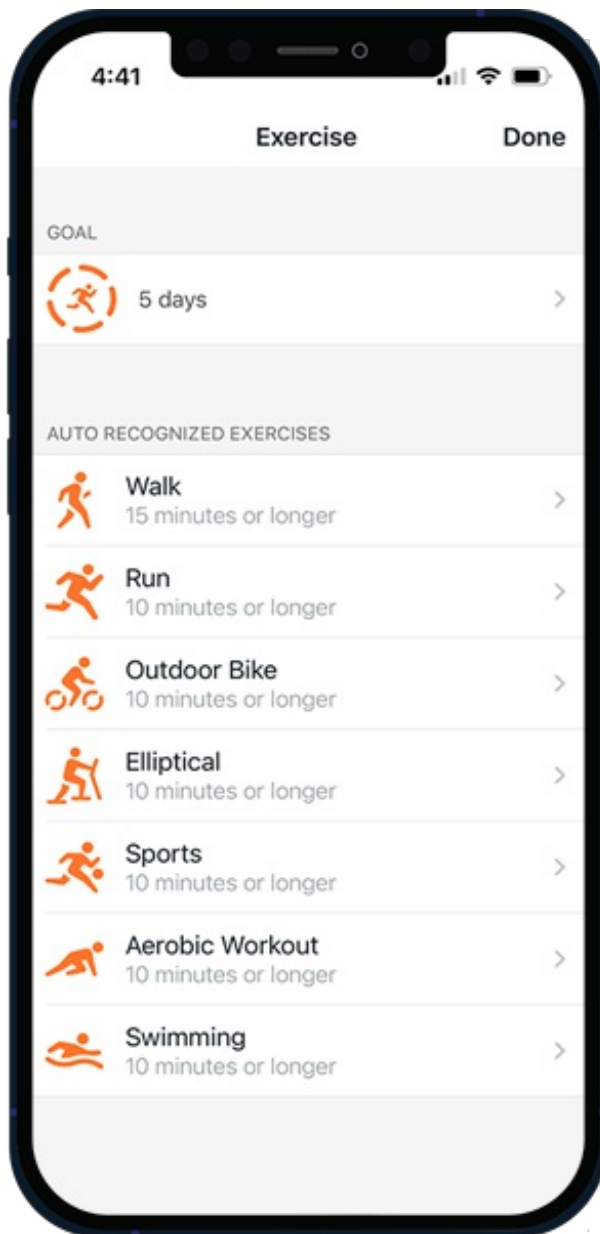 4:41
Exercise
Done
GOAL
5 days
AUTO RECOGNIZED EXERCISES
Walk
15 minutes or longer
Run
10 minutes or longer
Outdoor Bike
10 minutes or longer
Elliptical
10 minutes or longer
Sports
10 minutes or longer
Aerobic Workout
10 minutes or longer
Swimming
10 minutes or longer